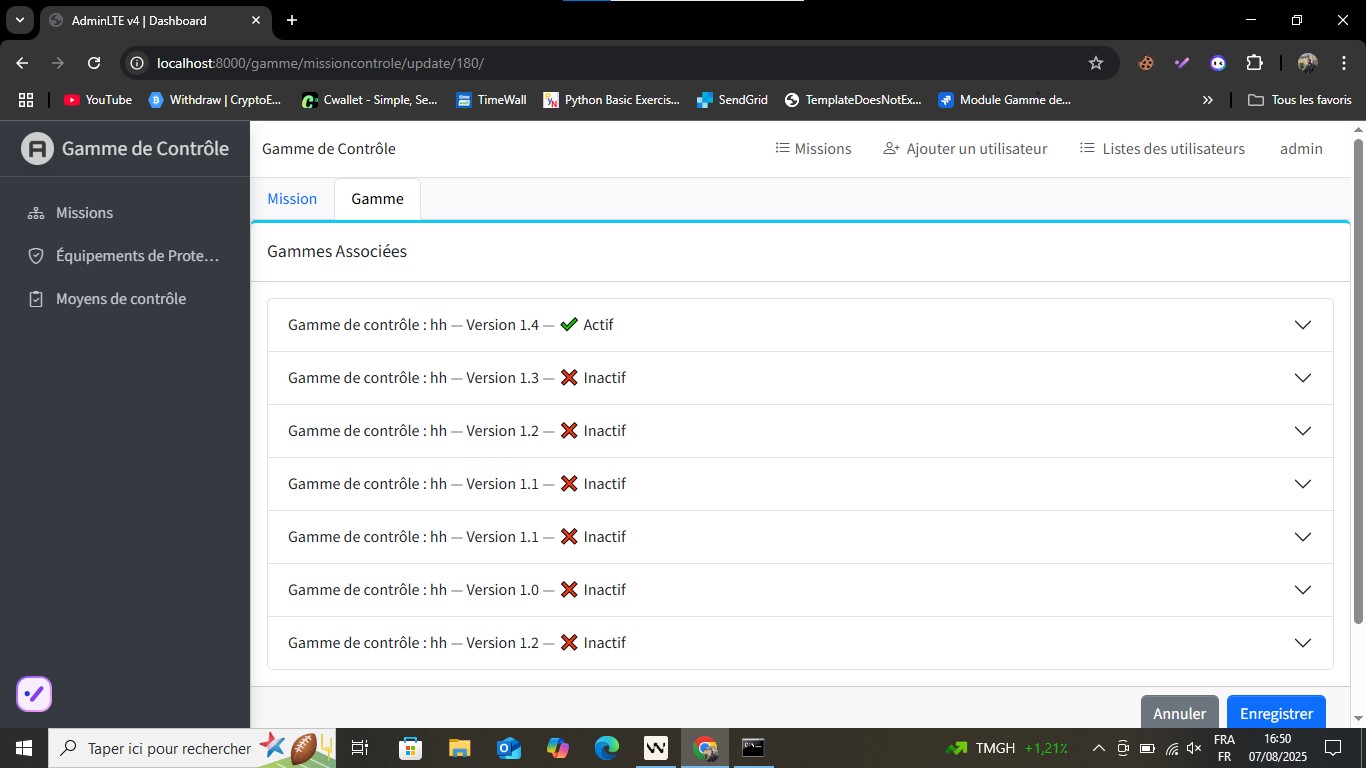 AdminLTE v4 | Dashboard
localhost:8000/gamme/missioncontrole/update/180/
YouTube
Withdraw | CryptoE...
Cwallet - Simple, Se...
TimeWall
Python Basic Exercis...
SendGrid
TemplateDoesNotEx...
Module Gamme de...
Tous les favoris
Gamme de Contrôle
Gamme de Contrôle
Missions
Ajouter un utilisateur
Listes des utilisateurs
admin
Missions
Équipements de Prote...
Moyens de contrôle
Mission
Gamme
Gammes Associées
Gamme de contrôle : hh — Version 1.4 — ✔ Actif
Gamme de contrôle : hh — Version 1.3 — ❌ Inactif
Gamme de contrôle : hh — Version 1.2 — ❌ Inactif
Gamme de contrôle : hh — Version 1.1 — ❌ Inactif
Gamme de contrôle : hh — Version 1.1 — ❌ Inactif
Gamme de contrôle : hh — Version 1.0 — ❌ Inactif
Gamme de contrôle : hh — Version 1.2 — ❌ Inactif
Annuler
Enregistrer
Taper ici pour rechercher
TMGH +1,21%
FRA
FR
16:50
07/08/2025